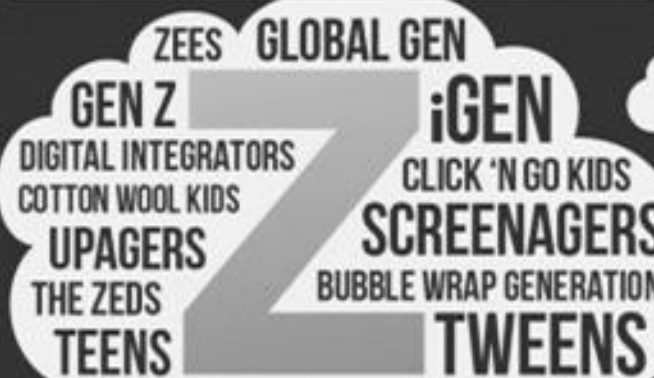 ZEES
GLOBAL GEN
GEN Z
Z
iGEN
DIGITAL INTEGRATORS
CLICK ‘N GO KIDS
COTTON WOOL KIDS
SCREENAGERS
UPAGERS
BUBBLE WRAP GENERATION
THE ZEDS
TEENS
TWEENS